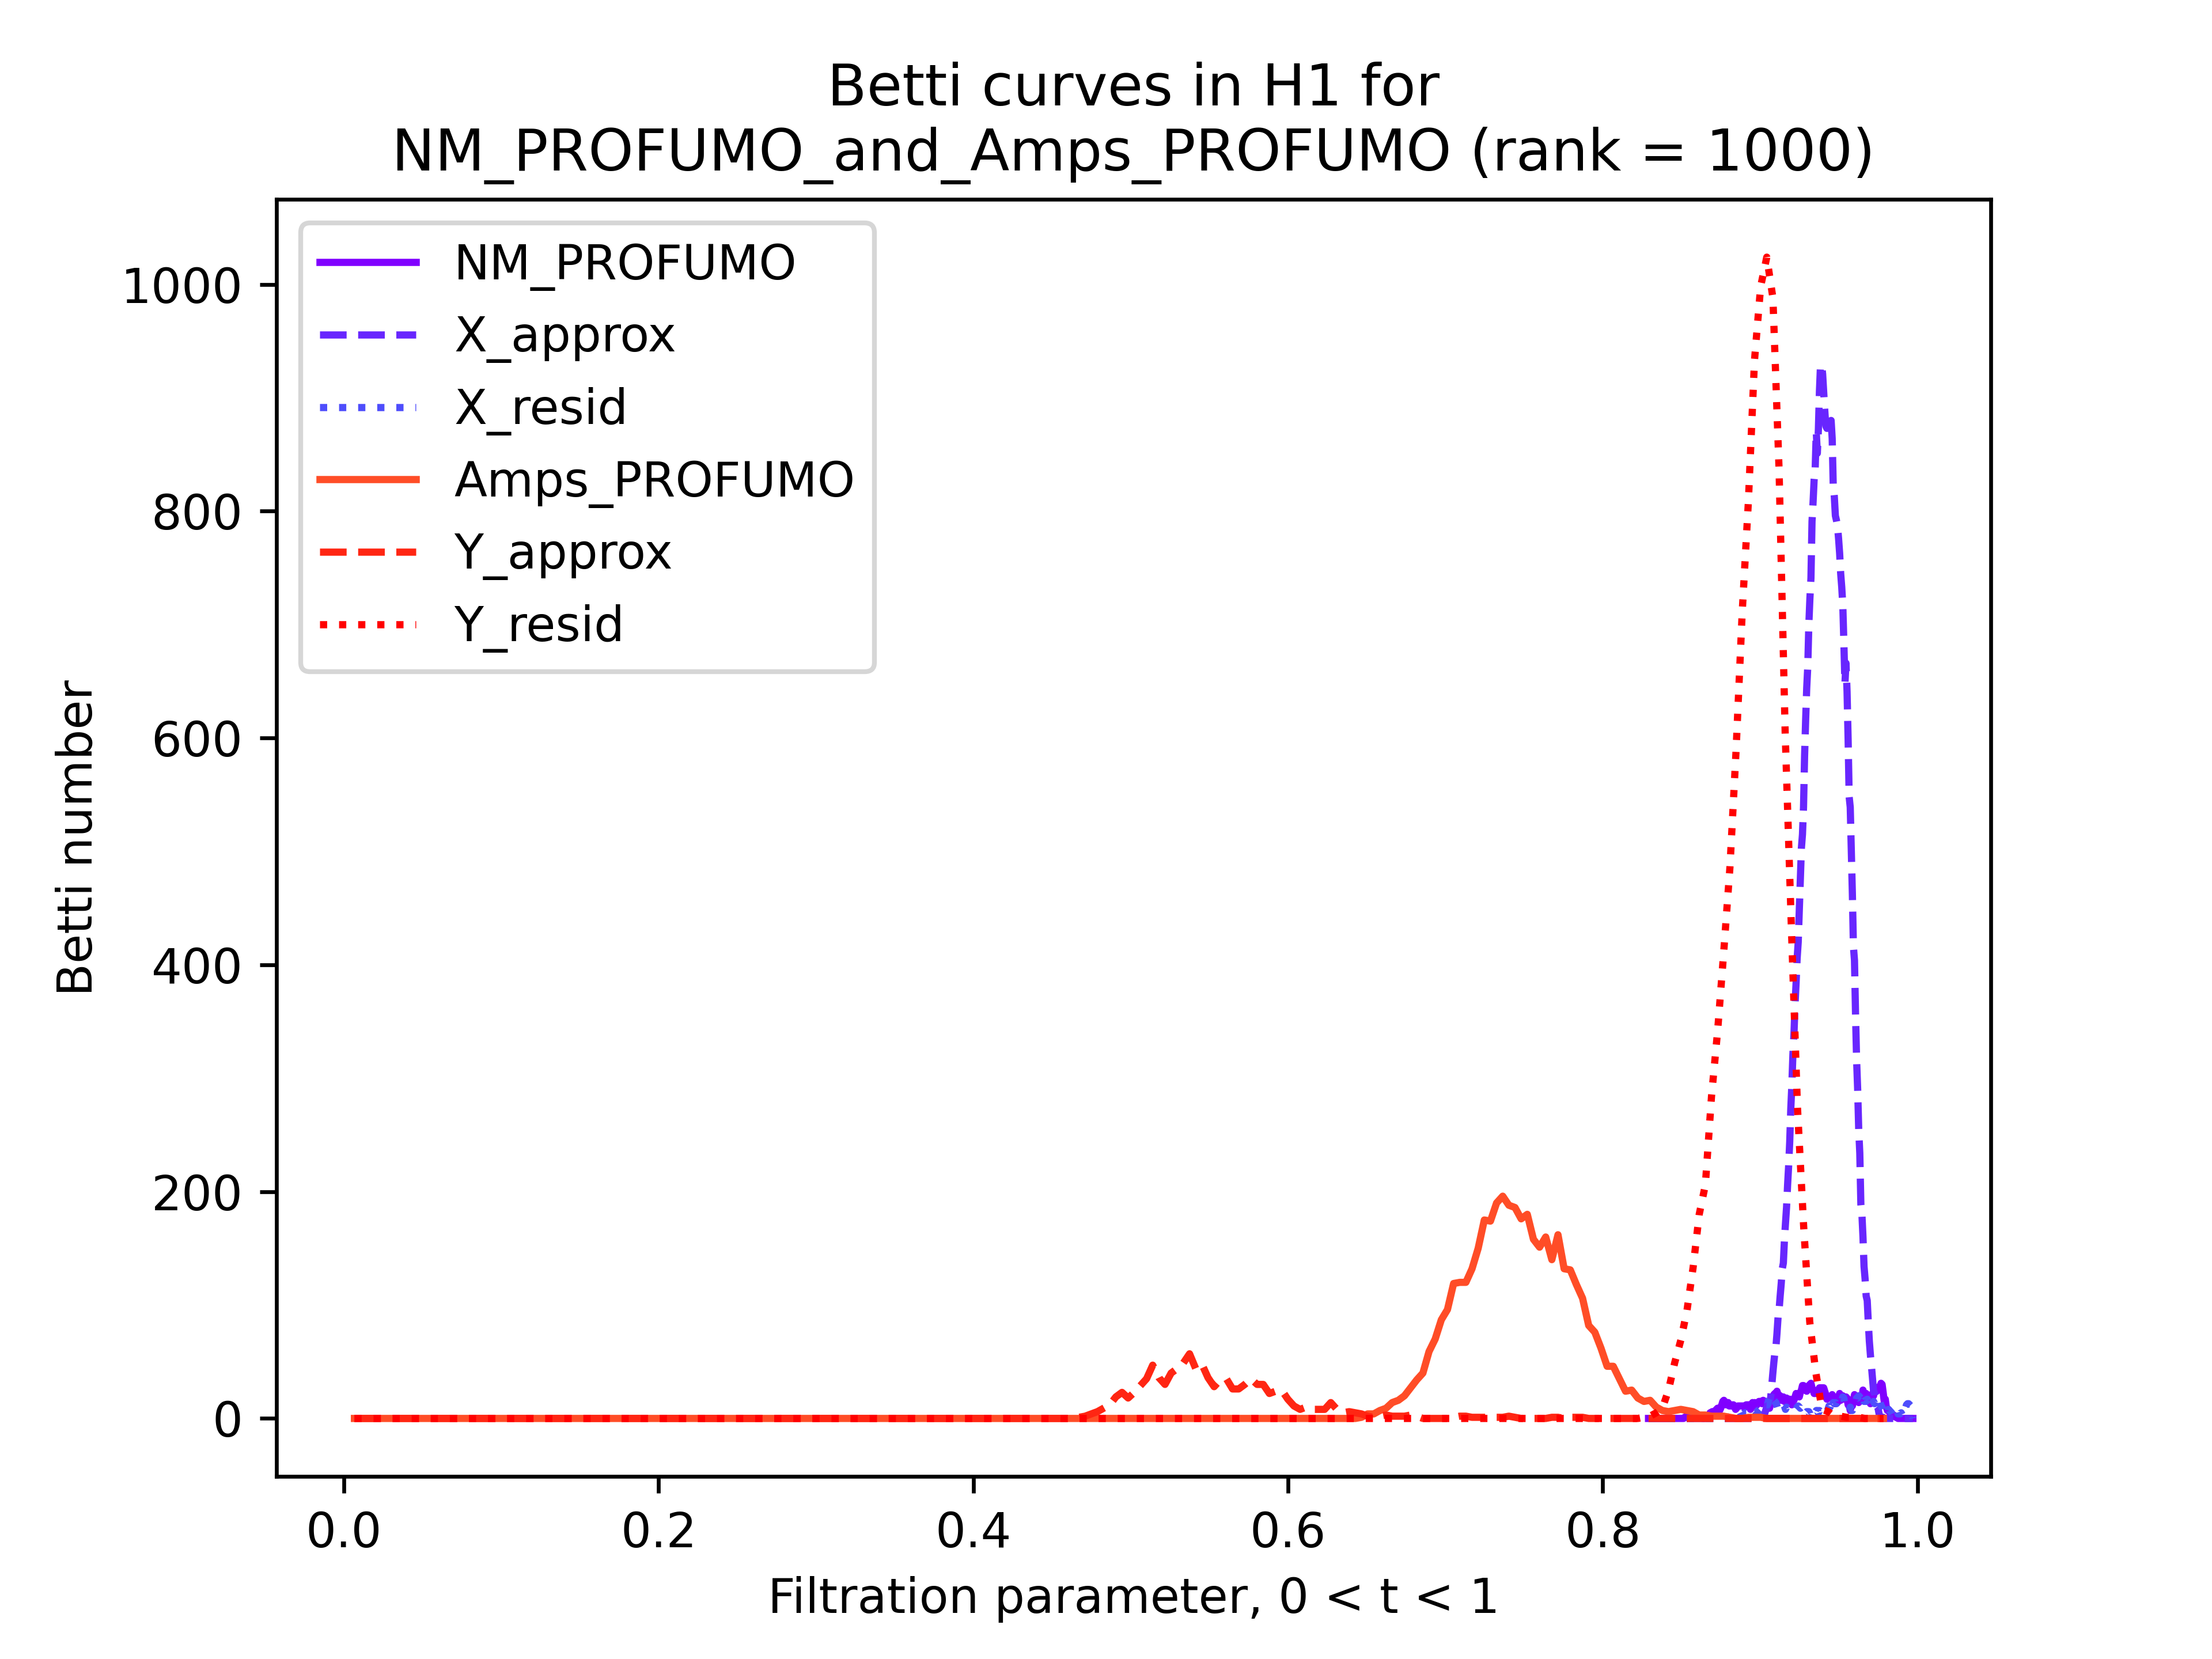 Betti curves in H1 for
NM_PROFUMO_and_Amps_PROFUMO (rank = 1000)
NM_PROFUMO
X_approx
X_resid
Amps_PROFUMO
Y_approx
Y_resid
Betti number
1000
800
600
400
200
0
0.0 0.2 0.4 0.6 0.8 1.0
Filtration parameter, 0 < t < 1